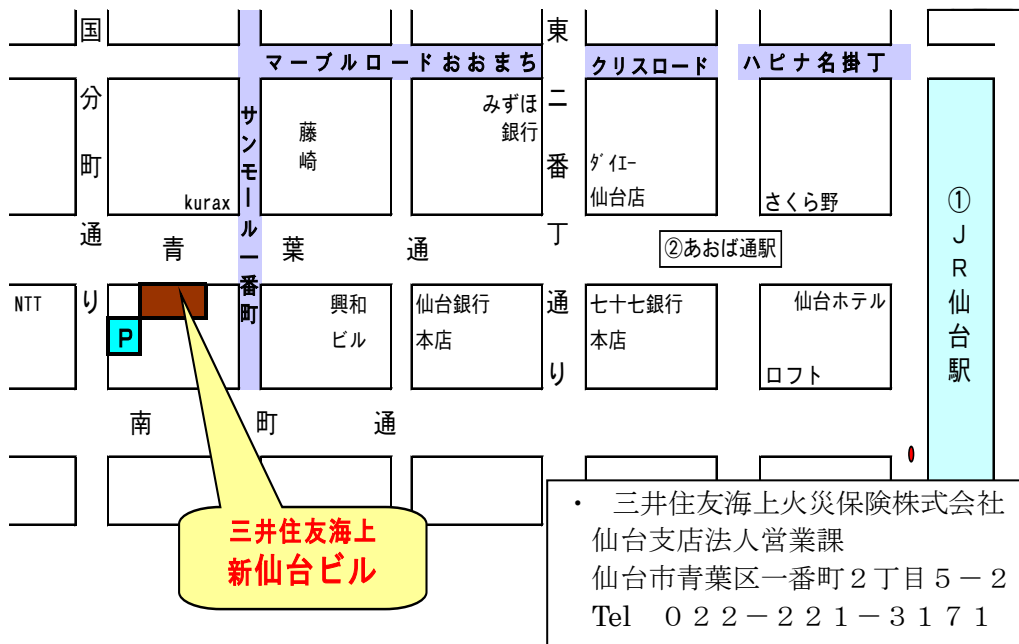 国分町通り
東二番丁通り
マーブルロードおおまち
クリスロード
ハピナ名掛丁
サンモール一番町
藤崎
みずほ
銀行
ダイエー
仙台店
kurax
さくら野
青葉通
②あおば通駅
①JR仙台駅
NTT
P
興和
ビル
仙台銀行
本店
七十七銀行
本店
仙台ホテル
ロフト
南町通
三井住友海上
新仙台ビル
・ 三井住友海上火災保険株式会社
仙台支店法人営業課
仙台市青葉区一番町２丁目５－２
Tel ０２２－２２１－３１７１